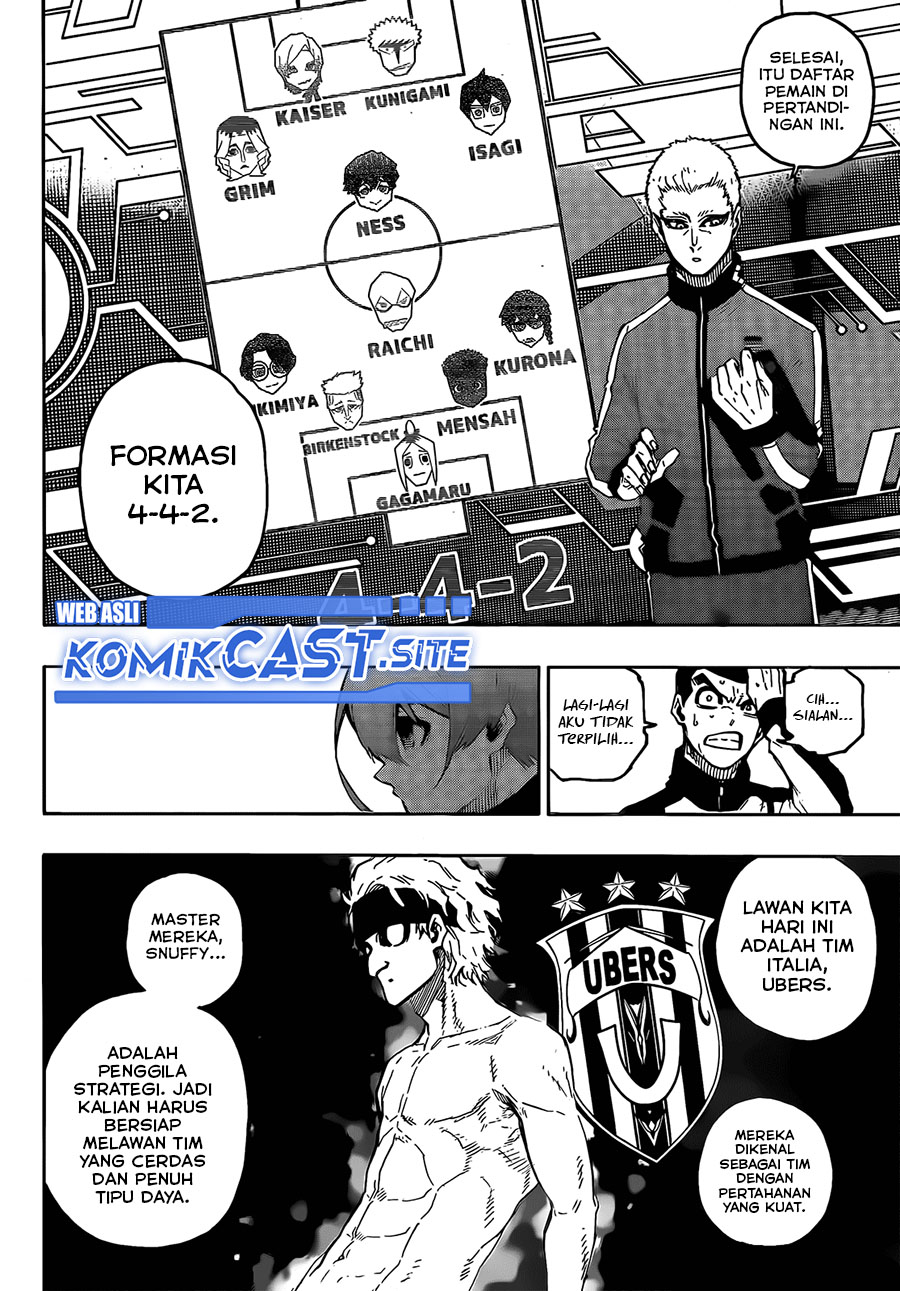 SELESAI,
ITU DAFTAR
PEMAIN DI
PERTANDI-
NGAN INI.
KAISER
KUNIGAMI
ISAGI
GRIM
NESS
RAICHI
KURONA
KIMIYA
BIRKENSTOCK
MENSAH
GAGAMARU
FORMASI
KITA
4-4-2.
4-4-2
WEB ASLI
KOMIKCAST.SITE
CIH...
SIALAN...
LAGI-LAGI
AKU TIDAK
TERPILIH...
LAWAN KITA
HARI INI
ADALAH TIM
ITALIA,
UBERS.
UBERS
U
MEREKA
DIKENAL
SEBAGAI TIM
DENGAN
PERTAHANAN
YANG KUAT.
MASTER
MEREKA,
SNUFFY...
ADALAH
PENGGILA
STRATEGI. JADI
KALIAN HARUS
BERSIAP
MELAWAN TIM
YANG CERDAS
DAN PENUH
TIPU DAYA.